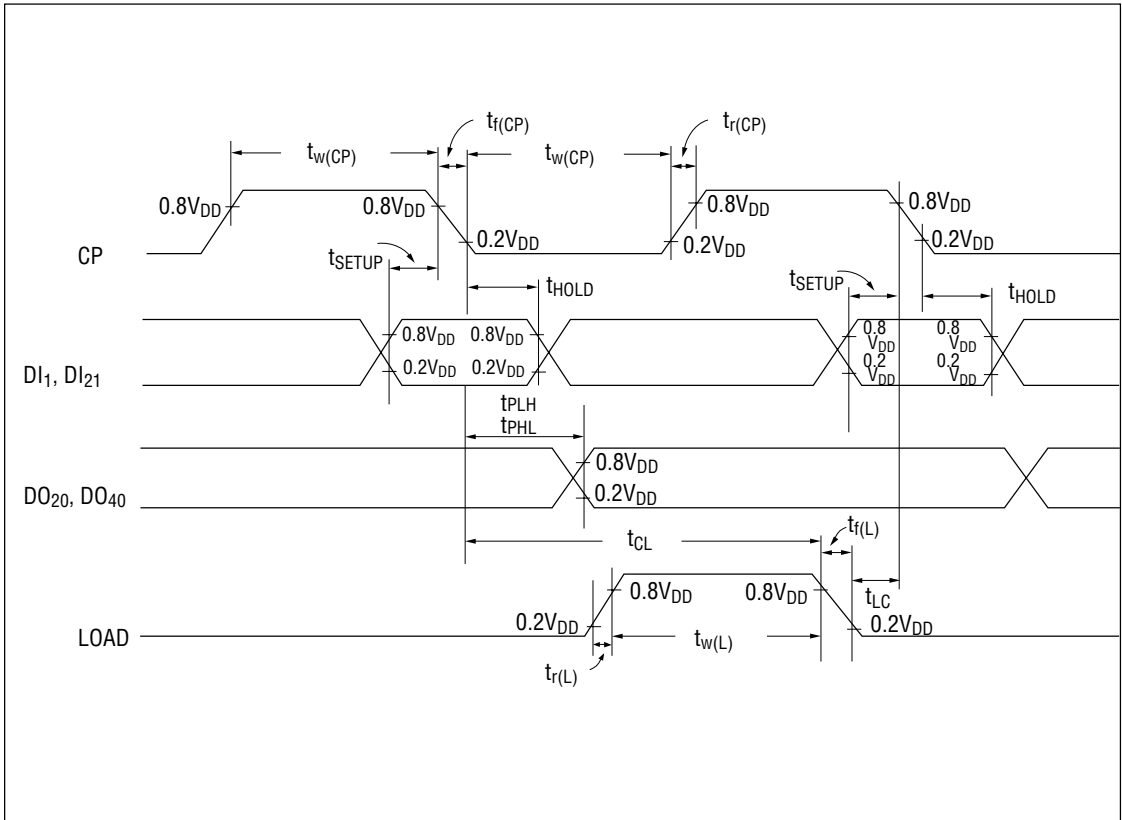 tf(CP)
tr(CP)
tw(CP)
tw(CP)
0.8VDD
0.8VDD
0.8VDD
0.8VDD
0.2VDD
0.2VDD
0.2VDD
CP
tSETUP
tHOLD
tSETUP
tHOLD
0.8VDD
0.8VDD
0.8
VDD
0.8
VDD
0.2VDD
0.2VDD
0.2
VDD
0.2
VDD
DI1, DI21
tPLH
tPHL
0.8VDD
0.2VDD
DO20, DO40
tCL
tf(L)
0.8VDD
0.8VDD
tLC
0.2VDD
0.2VDD
LOAD
tw(L)
tr(L)